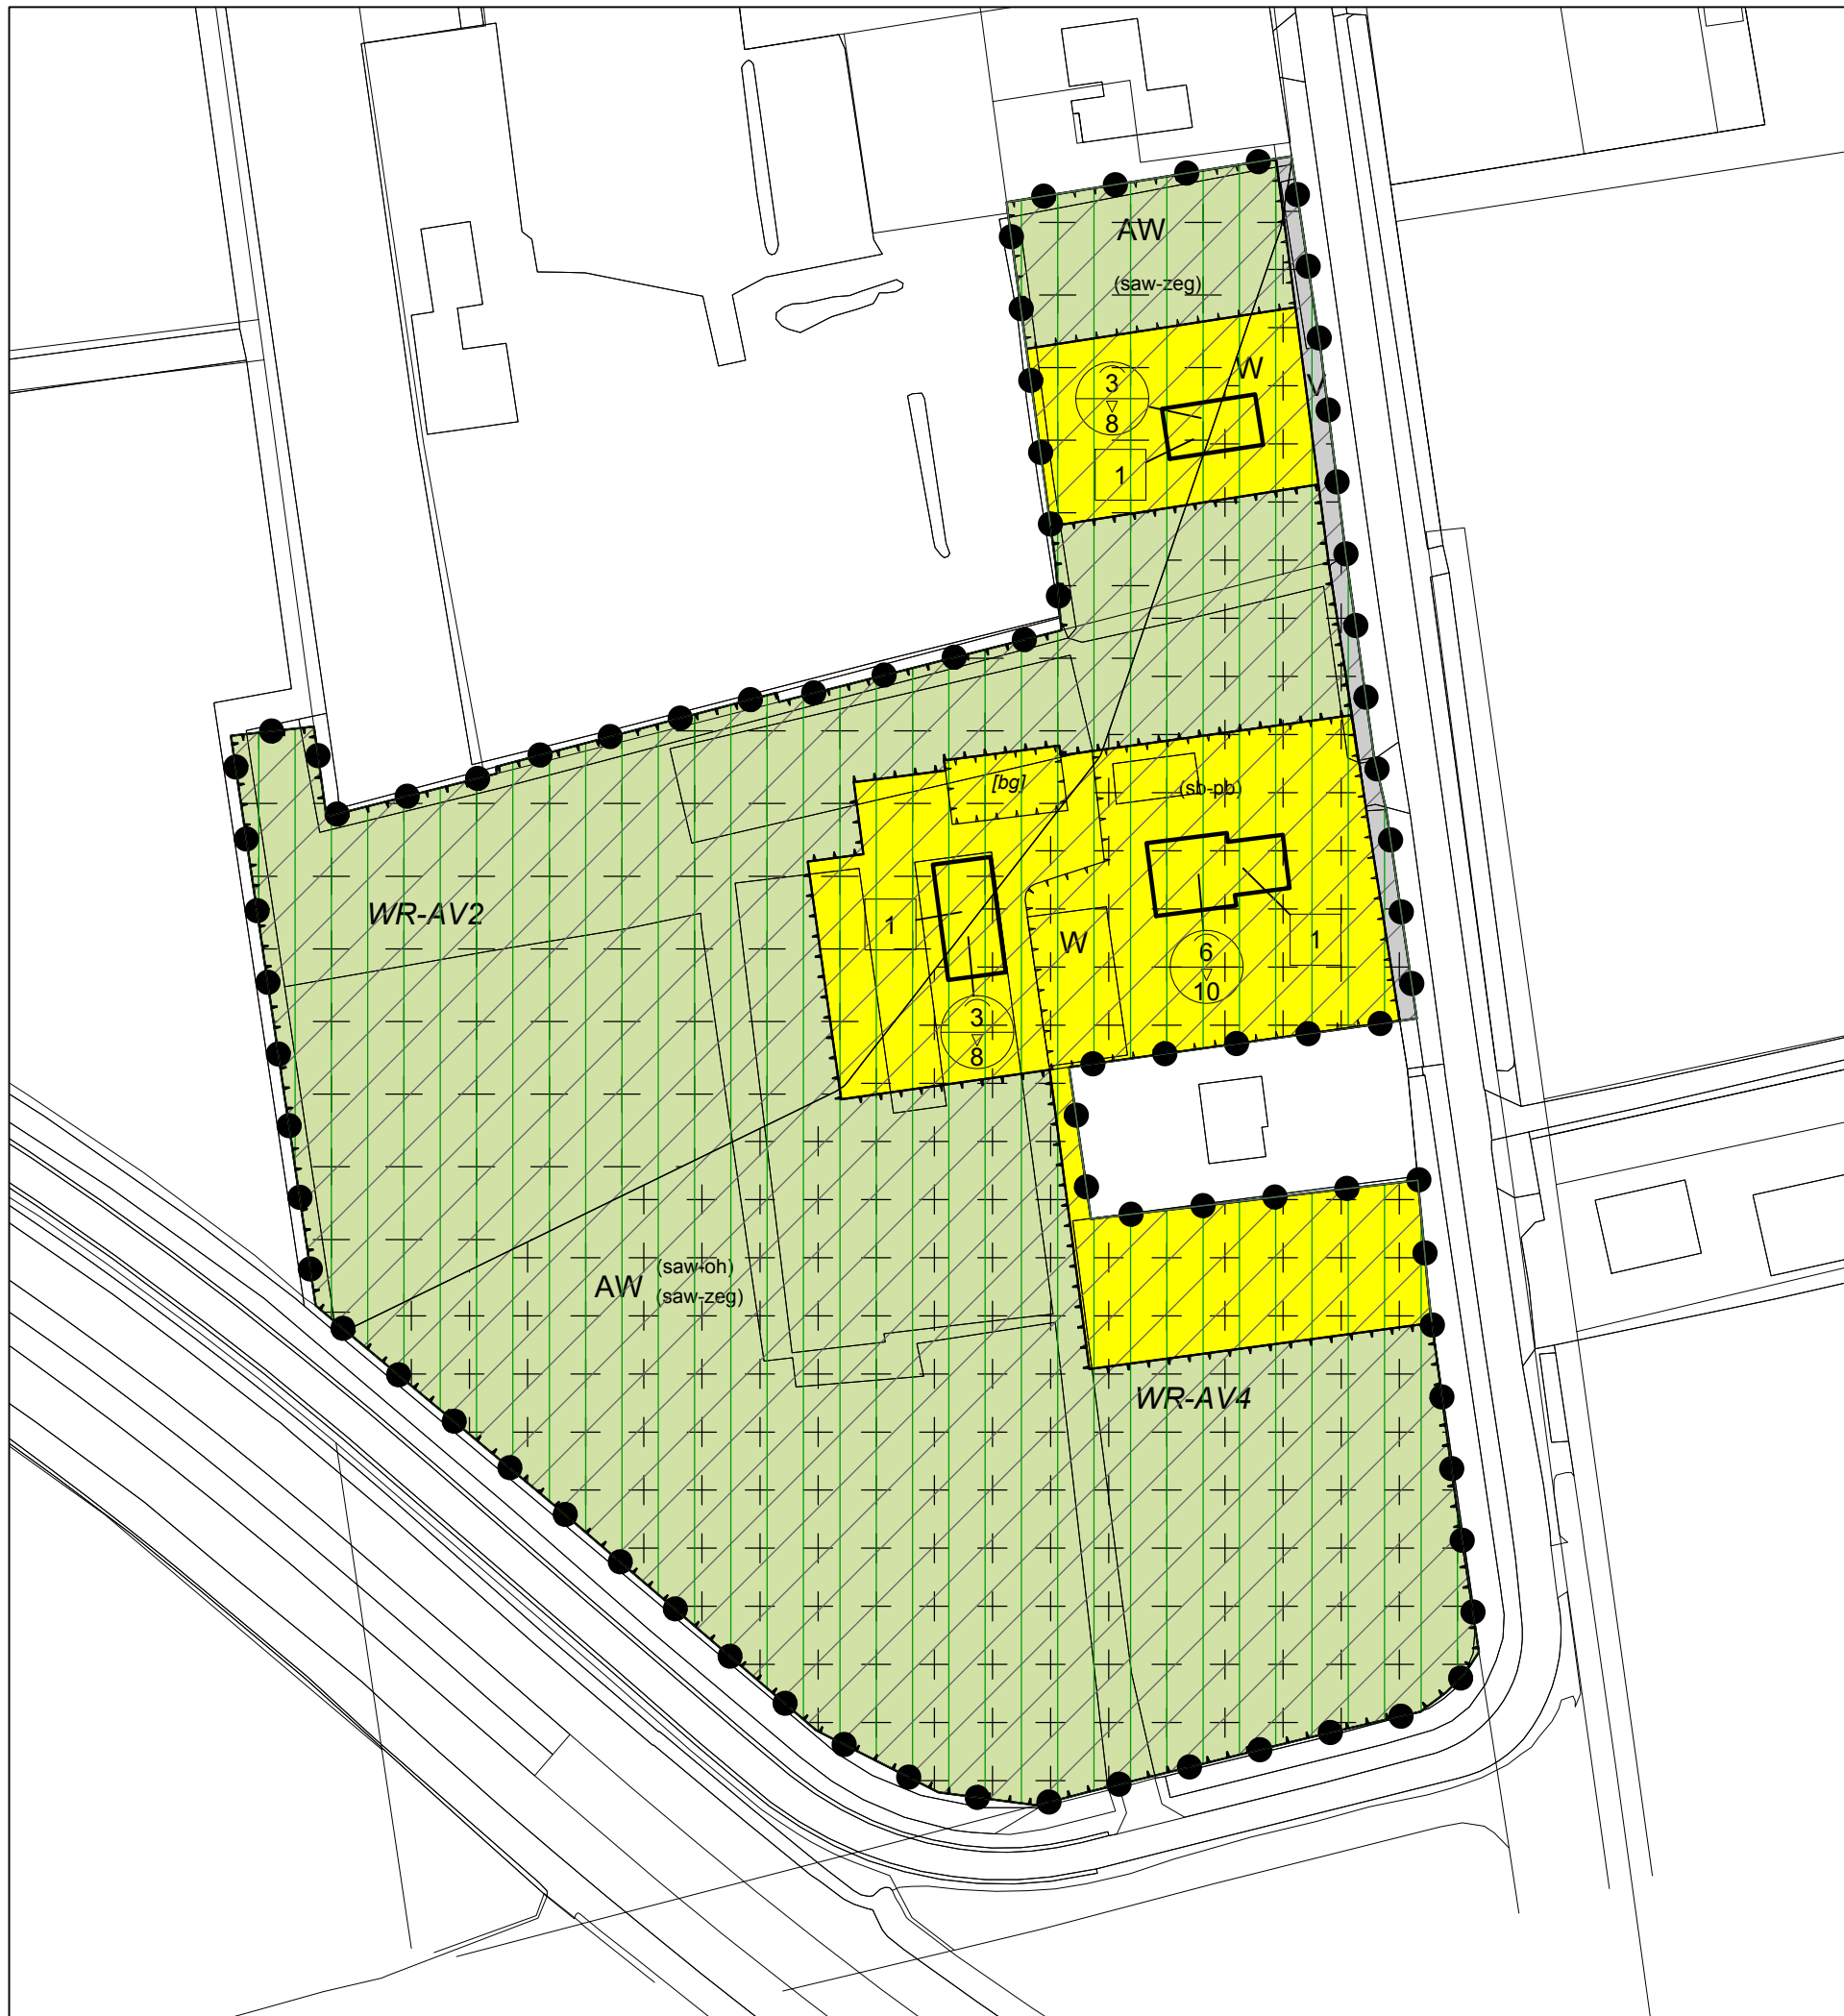 AW
(saw-zeg)
W
V
3
8
1
[bg]
(sb-pb)
WR-AV2
1
W
1
6
10
3
8
AW
(saw-oh)
(saw-zeg)
WR-AV4